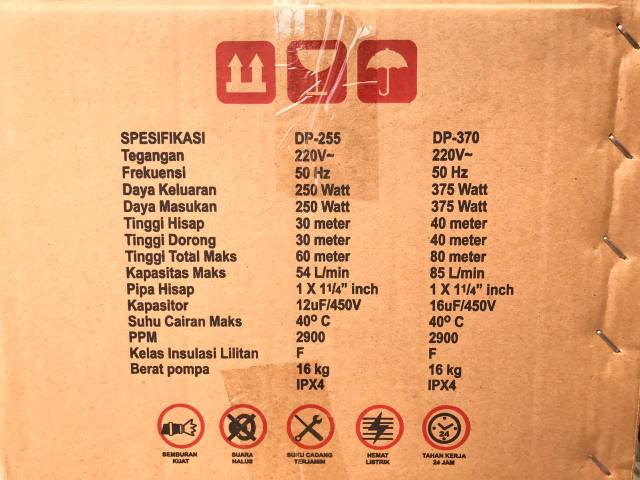 SPESIFIKASI DP-255 DP-370
Tegangan 220V~ 220V~
Frekuensi 50 Hz 50 Hz
Daya Keluaran 250 Watt 375 Watt
Daya Masukan 250 Watt 375 Watt
Tinggi Hisap 30 meter 40 meter
Tinggi Dorong 30 meter 40 meter
Tinggi Total Maks 60 meter 80 meter
Kapasitas Maks 54 L/min 85 L/min
Pipa Hisap 1 X 11/4” inch 1 X 11/4” inch
Kapasitor 12uF/450V 16uF/450V
Suhu Cairan Maks 40º C 40º C
PPM 2900 2900
Kelas Insulasi Lilitan F F
Berat pompa 16 kg 16 kg
IPX4 IPX4
24
SEMBURAN KUAT
SUARA HALUS
SUKU CADANG TERJAMIN
HEMAT LISTRIK
TAHAN KERJA 24 JAM